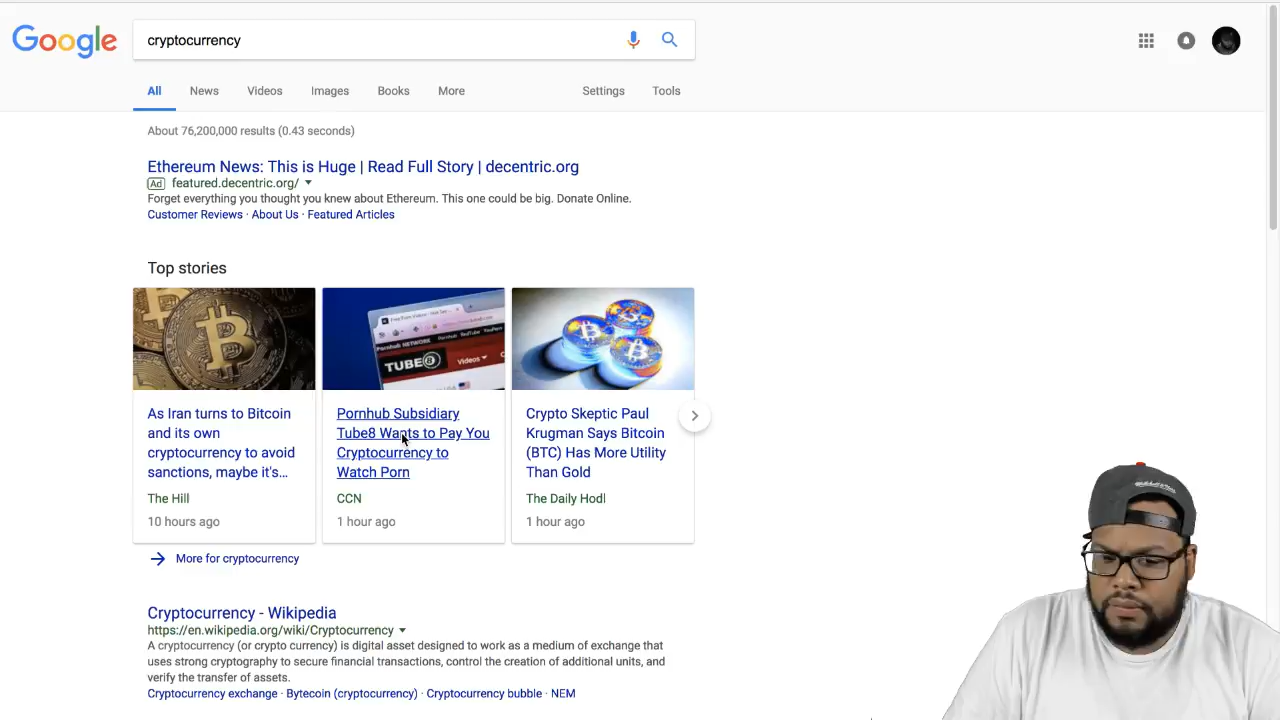 Google
cryptocurrency
All News Videos Images Books More Settings Tools
About 76,200,000 results (0.43 seconds)
Ethereum News: This is Huge | Read Full Story | decentric.org
Ad featured.decentric.org/
Forget everything you thought you knew about Ethereum. This one could be big. Donate Online.
Customer Reviews · About Us · Featured Articles
Top stories
PornHub NETWORK Pornhub RedTube YouPorn
TUBE8 Videos
As Iran turns to Bitcoin
and its own
cryptocurrency to avoid
sanctions, maybe it's...
The Hill
10 hours ago
Pornhub Subsidiary
Tube8 Wants to Pay You
Cryptocurrency to
Watch Porn
CCN
1 hour ago
Crypto Skeptic Paul
Krugman Says Bitcoin
(BTC) Has More Utility
Than Gold
The Daily Hodl
1 hour ago
More for cryptocurrency
Cryptocurrency - Wikipedia
https://en.wikipedia.org/wiki/Cryptocurrency
A cryptocurrency (or crypto currency) is digital asset designed to work as a medium of exchange that
uses strong cryptography to secure financial transactions, control the creation of additional units, and
verify the transfer of assets.
Cryptocurrency exchange · Bytecoin (cryptocurrency) · Cryptocurrency bubble · NEM